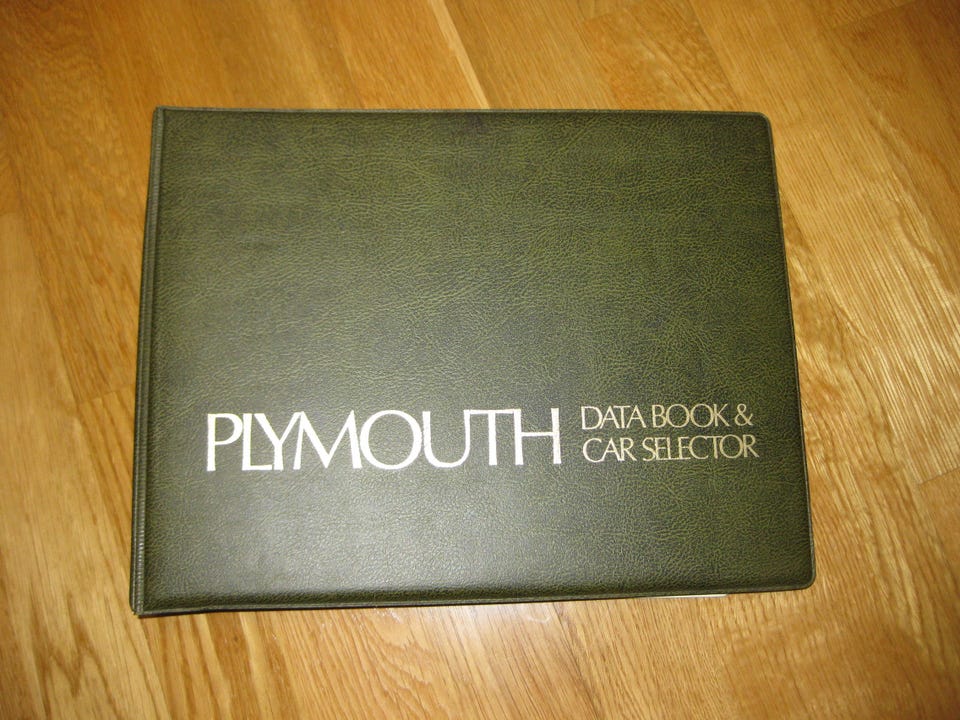 PLYMOUTH
DATA BOOK &
CAR SELECTOR